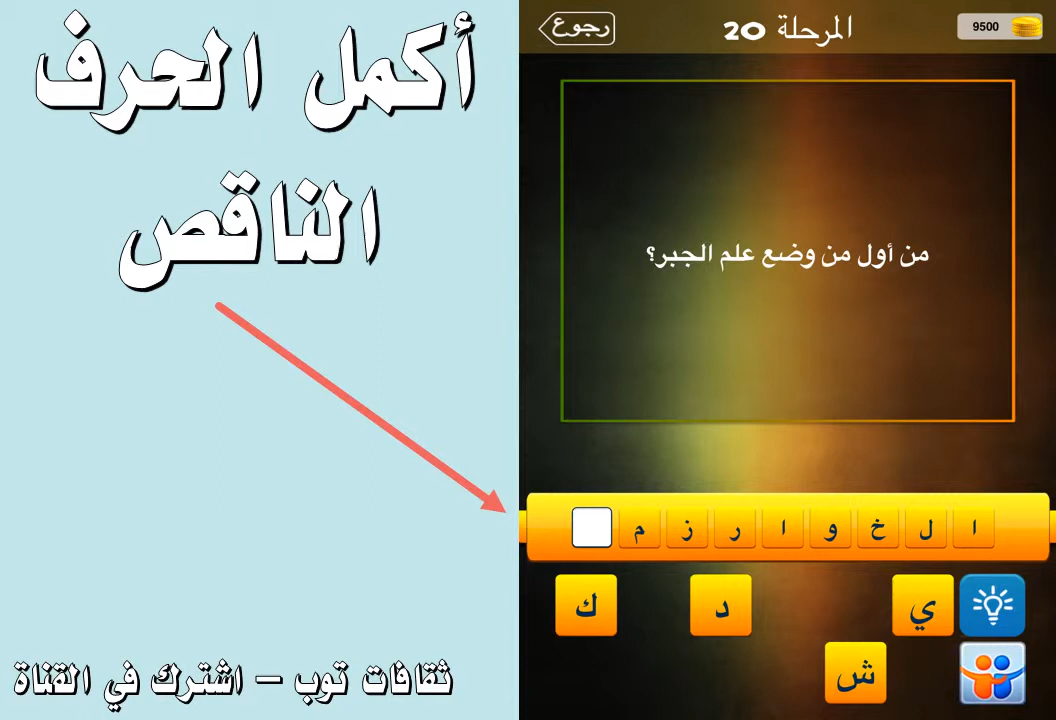 أكمل الحرف
الناقص
ثقافات توب – اشترك في القناة
رجوع
المرحلة 20
9500
من أول من وضع علم الجبر؟
ا ل خ و ا ر ز م
ي د ك
ش